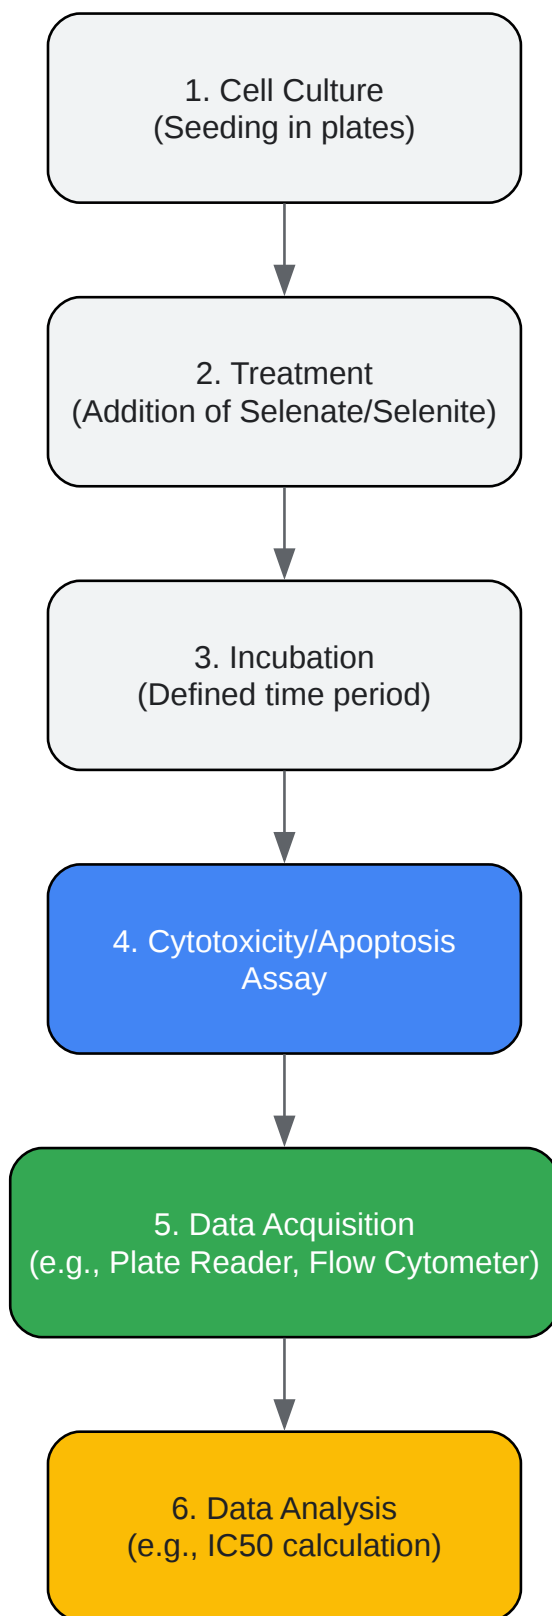 1. Cell Culture
(Seeding in plates)
2. Treatment
(Addition of Selenate/Selenite)
3. Incubation
(Defined time period)
4. Cytotoxicity/Apoptosis
Assay
5. Data Acquisition
(e.g., Plate Reader, Flow Cytometer)
6. Data Analysis
(e.g., IC50 calculation)